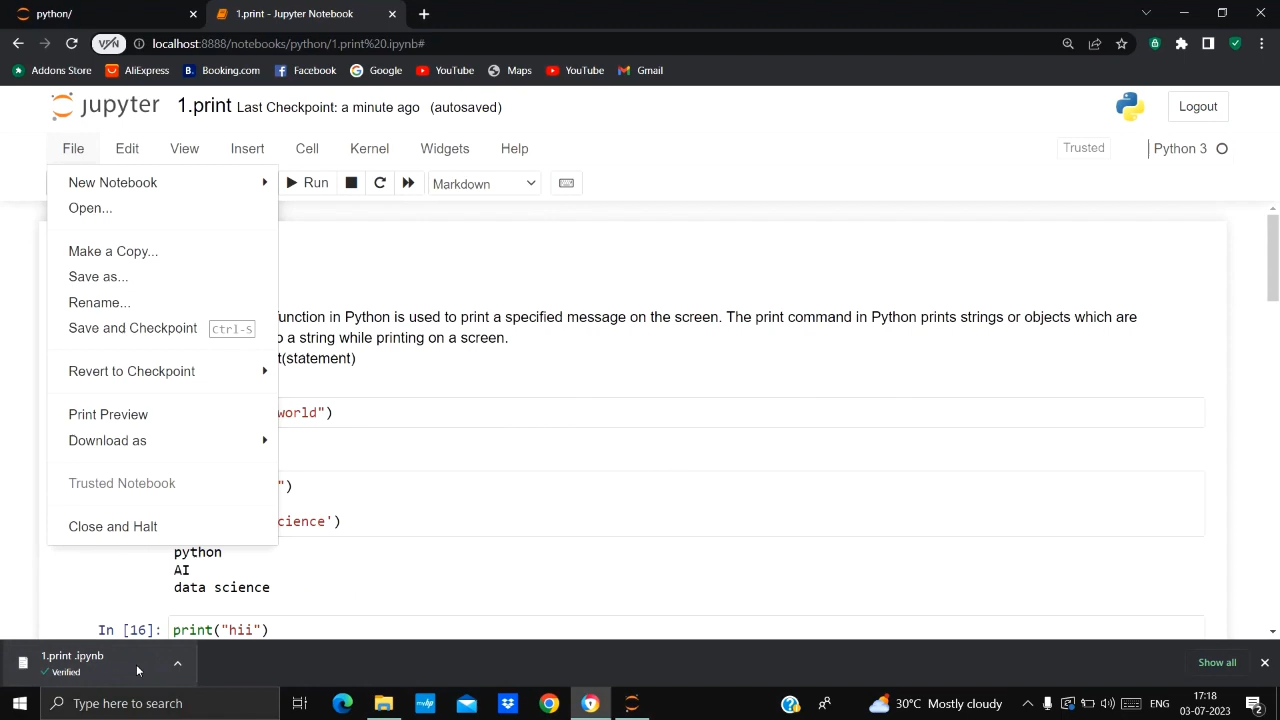 python/
1.print - Jupyter Notebook
VPN localhost:8888/notebooks/python/1.print%20.ipynb#
Addons Store AliExpress Booking.com Facebook Google YouTube Maps YouTube Gmail
jupyter 1.print Last Checkpoint: a minute ago (autosaved) Logout
File Edit View Insert Cell Kernel Widgets Help Trusted Python 3
New Notebook
Run Markdown
Open...
Make a Copy...
Save as...
Rename...
Save and Checkpoint Ctrl-S
Revert to Checkpoint
Print Preview
Download as
Trusted Notebook
Close and Halt
function in Python is used to print a specified message on the screen. The print command in Python prints strings or objects which are
o a string while printing on a screen.
t(statement)
world")
")
cience')
python
AI
data science
In [16]: print("hii")
1.print .ipynb
Verified
Show all
Type here to search
30°C Mostly cloudy
ENG
17:18
03-07-2023
2